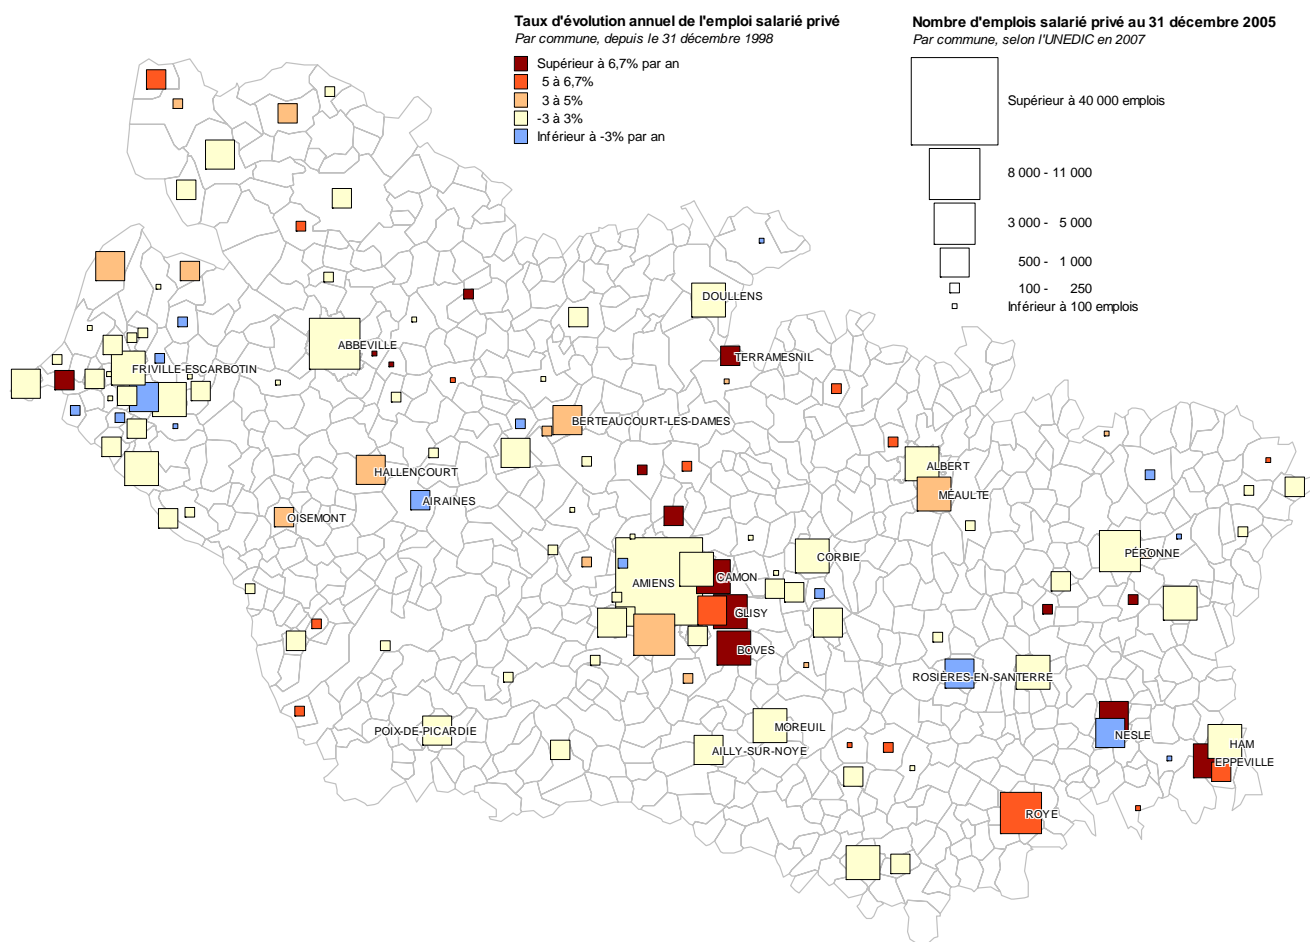 Taux d'évolution annuel de l'emploi salarié privé
Par commune, depuis le 31 décembre 1998
Supérieur à 6,7% par an
5 à 6,7%
3 à 5%
-3 à 3%
Inférieur à -3% par an
Nombre d'emplois salarié privé au 31 décembre 2005
Par commune, selon l'UNEDIC en 2007
Supérieur à 40 000 emplois
8 000 - 11 000
3 000 - 5 000
500 - 1 000
100 - 250
Inférieur à 100 emplois
DOULLENS
ABBEVILLE
TERRAMESNIL
FRIVILLE-ESCARBOTIN
BERTEAUCOURT-LES-DAMES
ALBERT
HALLENCOURT
MÉAULTE
AIRAINES
OISEMONT
PÉRONNE
CORBIE
CAMON
AMIENS
GLISY
BOVES
ROSIÈRES-EN-SANTERRE
MOREUIL
POIX-DE-PICARDIE
NESLE
HAM
AILLY-SUR-NOYE
EPPEVILLE
ROYE